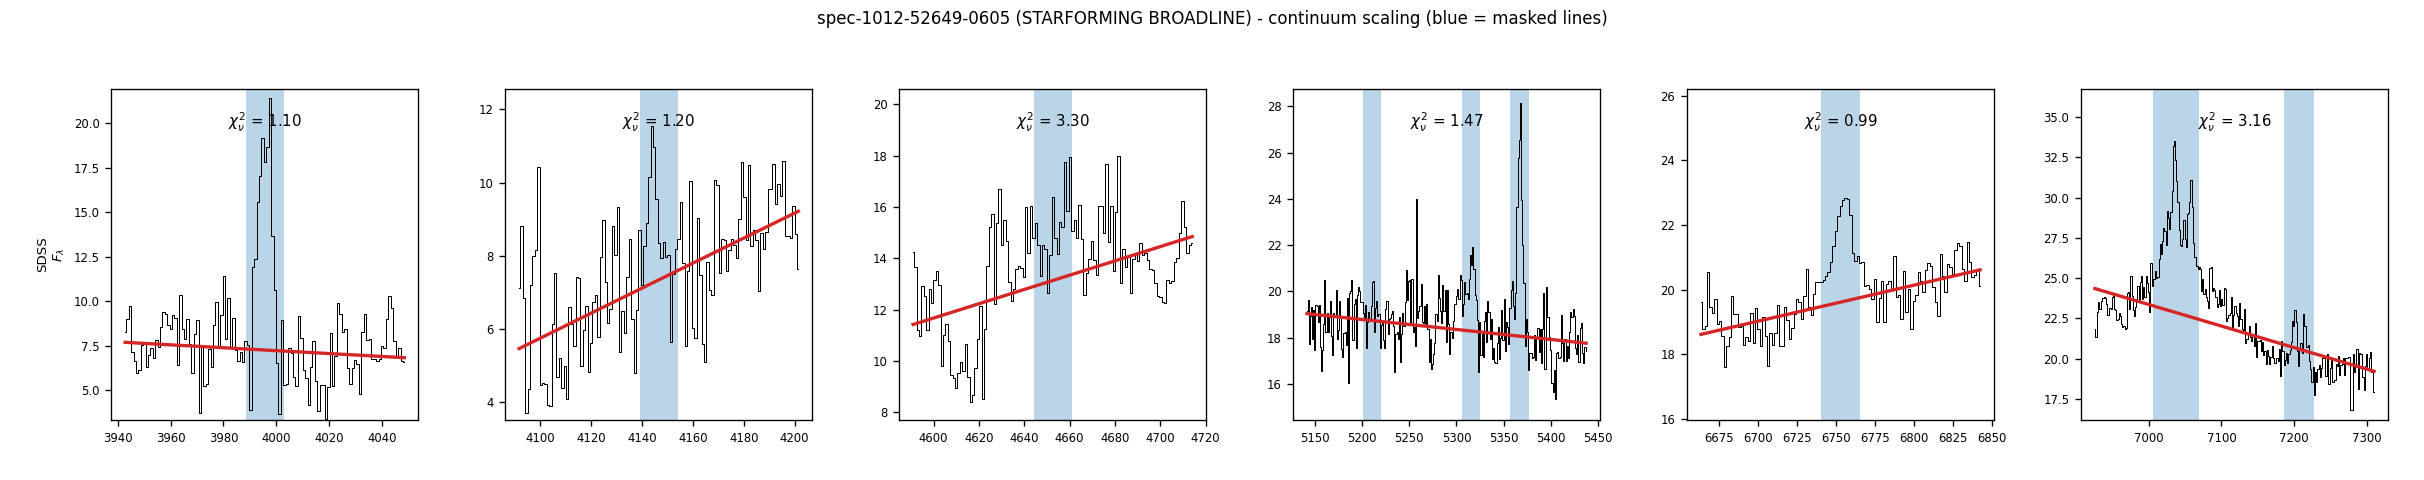 spec-1012-52649-0605 (STARFORMING BROADLINE) - continuum scaling (blue = masked lines)
SDSS
Fλ
χ²ν = 1.10
20.0
17.5
15.0
12.5
10.0
7.5
5.0
3940 3960 3980 4000 4020 4040
χ²ν = 1.20
12
10
8
6
4
4100 4120 4140 4160 4180 4200
χ²ν = 3.30
20
18
16
14
12
10
8
4600 4620 4640 4660 4680 4700 4720
χ²ν = 1.47
28
26
24
22
20
18
16
5150 5200 5250 5300 5350 5400 5450
χ²ν = 0.99
26
24
22
20
18
16
6675 6700 6725 6750 6775 6800 6825 6850
χ²ν = 3.16
35.0
32.5
30.0
27.5
25.0
22.5
20.0
17.5
7000 7100 7200 7300